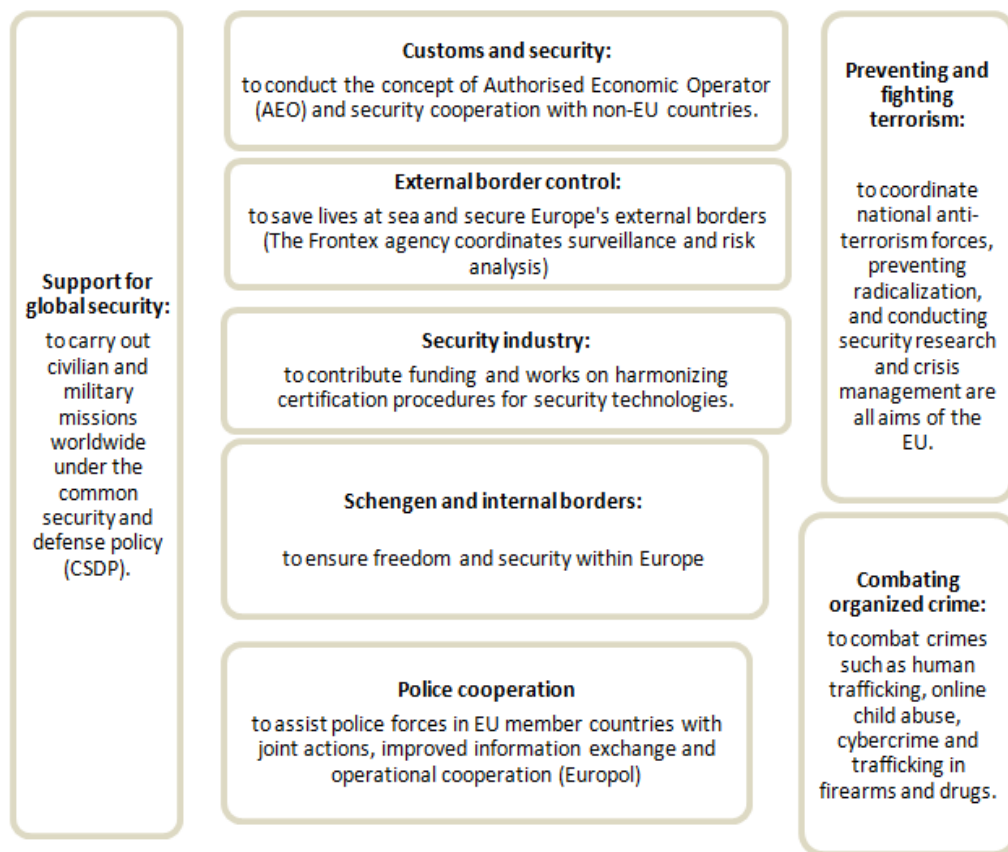 Support for
global security:
to carry out
civilian and
military
missions
worldwide
under the
common
security and
defense policy
(CSDP).
Customs and security:
to conduct the concept of Authorised Economic Operator
(AEO) and security cooperation with non-EU countries.
External border control:
to save lives at sea and secure Europe's external borders
(The Frontex agency coordinates surveillance and risk
analysis)
Security industry:
to contribute funding and works on harmonizing
certification procedures for security technologies.
Schengen and internal borders:
to ensure freedom and security within Europe
Police cooperation
to assist police forces in EU member countries with
joint actions, improved information exchange and
operational cooperation (Europol)
Preventing and
fighting
terrorism:
to coordinate
national anti-
terrorism forces,
preventing
radicalization,
and conducting
security research
and crisis
management are
all aims of the
EU.
Combating
organized crime:
to combat crimes
such as human
trafficking, online
child abuse,
cybercrime and
trafficking in
firearms and drugs.